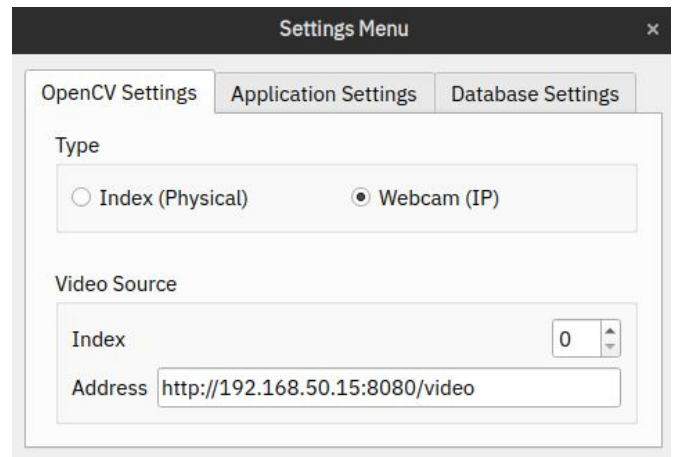 Settings Menu ×
OpenCV Settings Application Settings Database Settings
Type
Index (Physical) Webcam (IP)
Video Source
Index 0
Address http://192.168.50.15:8080/video